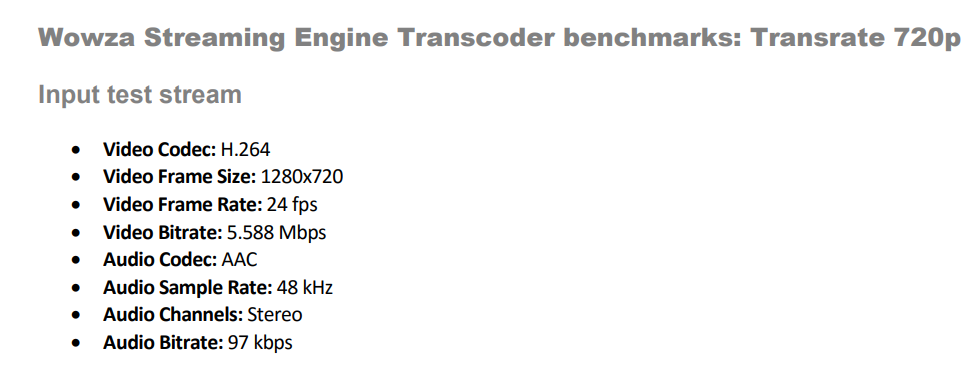 Wowza Streaming Engine Transcoder benchmarks: Transrate 720p
Input test stream
• Video Codec: H.264
• Video Frame Size: 1280x720
• Video Frame Rate: 24 fps
• Video Bitrate: 5.588 Mbps
• Audio Codec: AAC
• Audio Sample Rate: 48 kHz
• Audio Channels: Stereo
• Audio Bitrate: 97 kbps